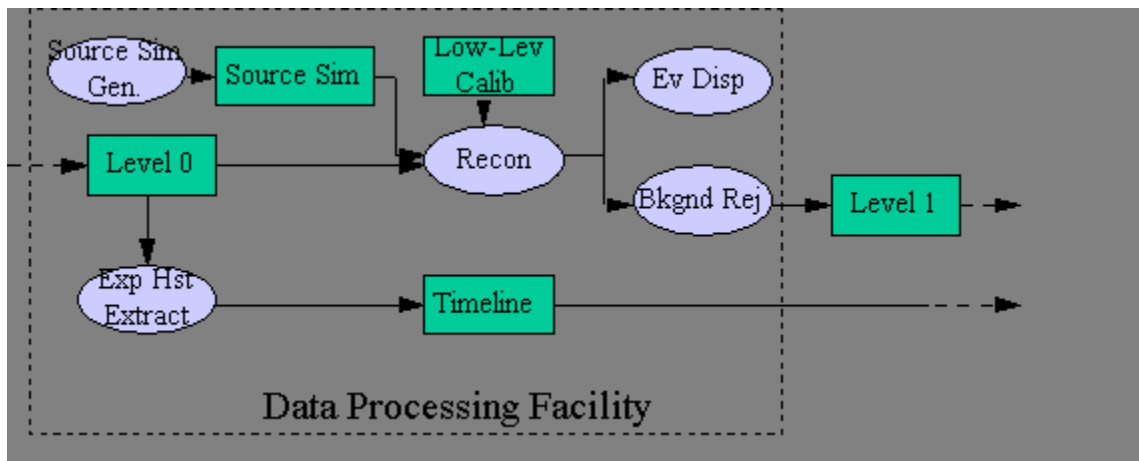 Source Sim
Gen.
Source Sim
Low-Lev
Calib
Ev Disp
Level 0
Recon
Bkgnd Rej
Level 1
Exp Hst
Extract
Timeline
Data Processing Facility